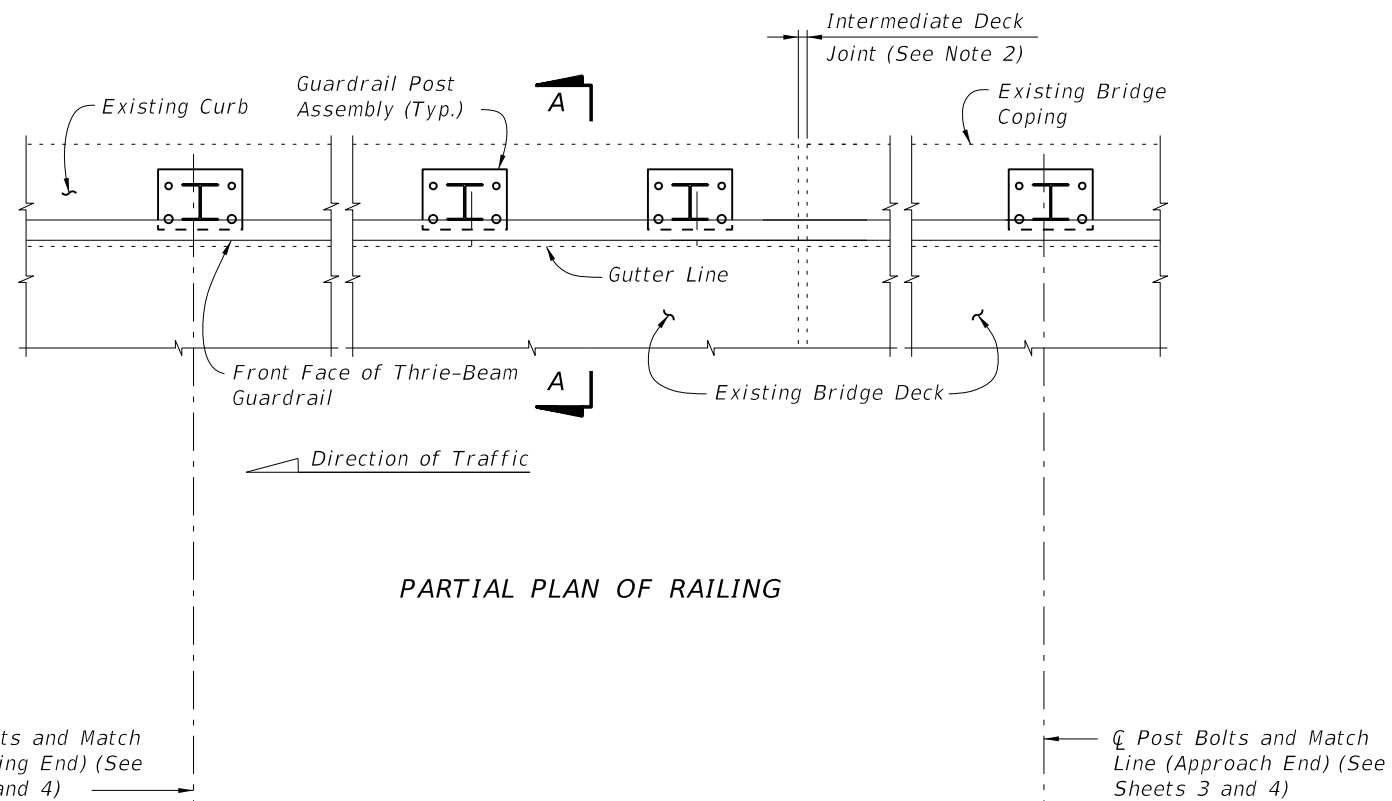 Intermediate Deck
Joint (See Note 2)
Guardrail Post
Assembly (Typ.)
A
Existing Curb
Existing Bridge
Coping
Gutter Line
Front Face of Thrie-Beam
Guardrail
A
Existing Bridge Deck
Direction of Traffic
PARTIAL PLAN OF RAILING
ts and Match
ing End) (See
and 4)
℄ Post Bolts and Match
Line (Approach End) (See
Sheets 3 and 4)